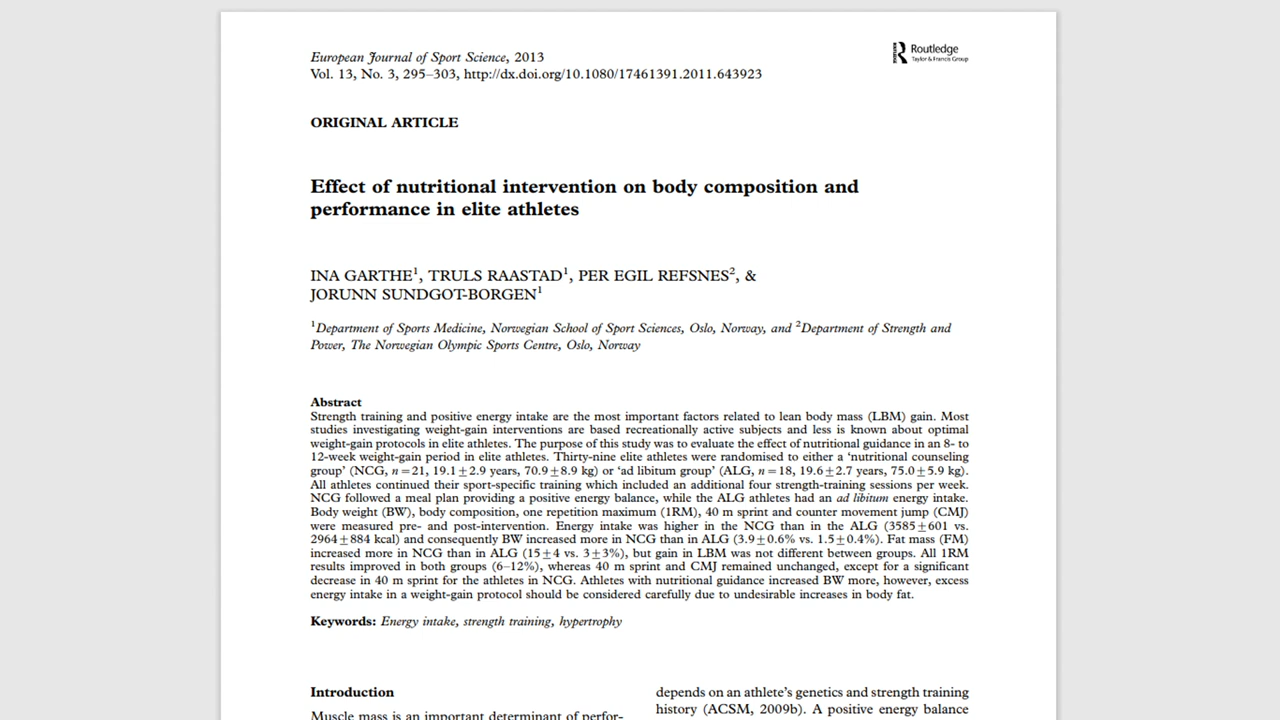 European Journal of Sport Science, 2013
Vol. 13, No. 3, 295–303, http://dx.doi.org/10.1080/17461391.2011.643923
Routledge
Taylor & Francis Group
ORIGINAL ARTICLE
Effect of nutritional intervention on body composition and
performance in elite athletes
INA GARTHE¹, TRULS RAASTAD¹, PER EGIL REFSNES², &
JORUNN SUNDGOT-BORGEN¹
¹Department of Sports Medicine, Norwegian School of Sport Sciences, Oslo, Norway, and ²Department of Strength and
Power, The Norwegian Olympic Sports Centre, Oslo, Norway
Abstract
Strength training and positive energy intake are the most important factors related to lean body mass (LBM) gain. Most
studies investigating weight-gain interventions are based recreationally active subjects and less is known about optimal
weight-gain protocols in elite athletes. The purpose of this study was to evaluate the effect of nutritional guidance in an 8- to
12-week weight-gain period in elite athletes. Thirty-nine elite athletes were randomised to either a ‘nutritional counseling
group’ (NCG, n=21, 19.1±2.9 years, 70.9±8.9 kg) or ‘ad libitum group’ (ALG, n=18, 19.6±2.7 years, 75.0±5.9 kg).
All athletes continued their sport-specific training which included an additional four strength-training sessions per week.
NCG followed a meal plan providing a positive energy balance, while the ALG athletes had an ad libitum energy intake.
Body weight (BW), body composition, one repetition maximum (1RM), 40 m sprint and counter movement jump (CMJ)
were measured pre- and post-intervention. Energy intake was higher in the NCG than in the ALG (3585±601 vs.
2964±884 kcal) and consequently BW increased more in NCG than in ALG (3.9±0.6% vs. 1.5±0.4%). Fat mass (FM)
increased more in NCG than in ALG (15±4 vs. 3±3%), but gain in LBM was not different between groups. All 1RM
results improved in both groups (6–12%), whereas 40 m sprint and CMJ remained unchanged, except for a significant
decrease in 40 m sprint for the athletes in NCG. Athletes with nutritional guidance increased BW more, however, excess
energy intake in a weight-gain protocol should be considered carefully due to undesirable increases in body fat.
Keywords: Energy intake, strength training, hypertrophy
Introduction
Muscle mass is an important determinant of perfor-
depends on an athlete’s genetics and strength training
history (ACSM, 2009b). A positive energy balance